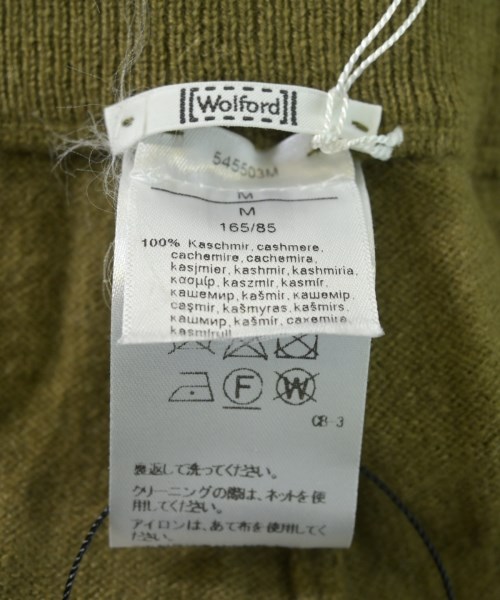 [Wolford]
545503M
M
M
165/85
100% Kaschmir, cashmere,
cachemire, cachemira,
kasjmier, kashmir, kashmiria,
κασμίρ, kaszmir, kasmír,
кашемир, kašmir, кашемір,
caşmir, kašmyras, kašmirs,
кашмир, kašmír, caxemira,
kasmírull
F W
CB-3
裏返して洗ってください。
クリーニングの際は、ネットを使
用してください。
アイロンは、あて布を使用してく
ださい。